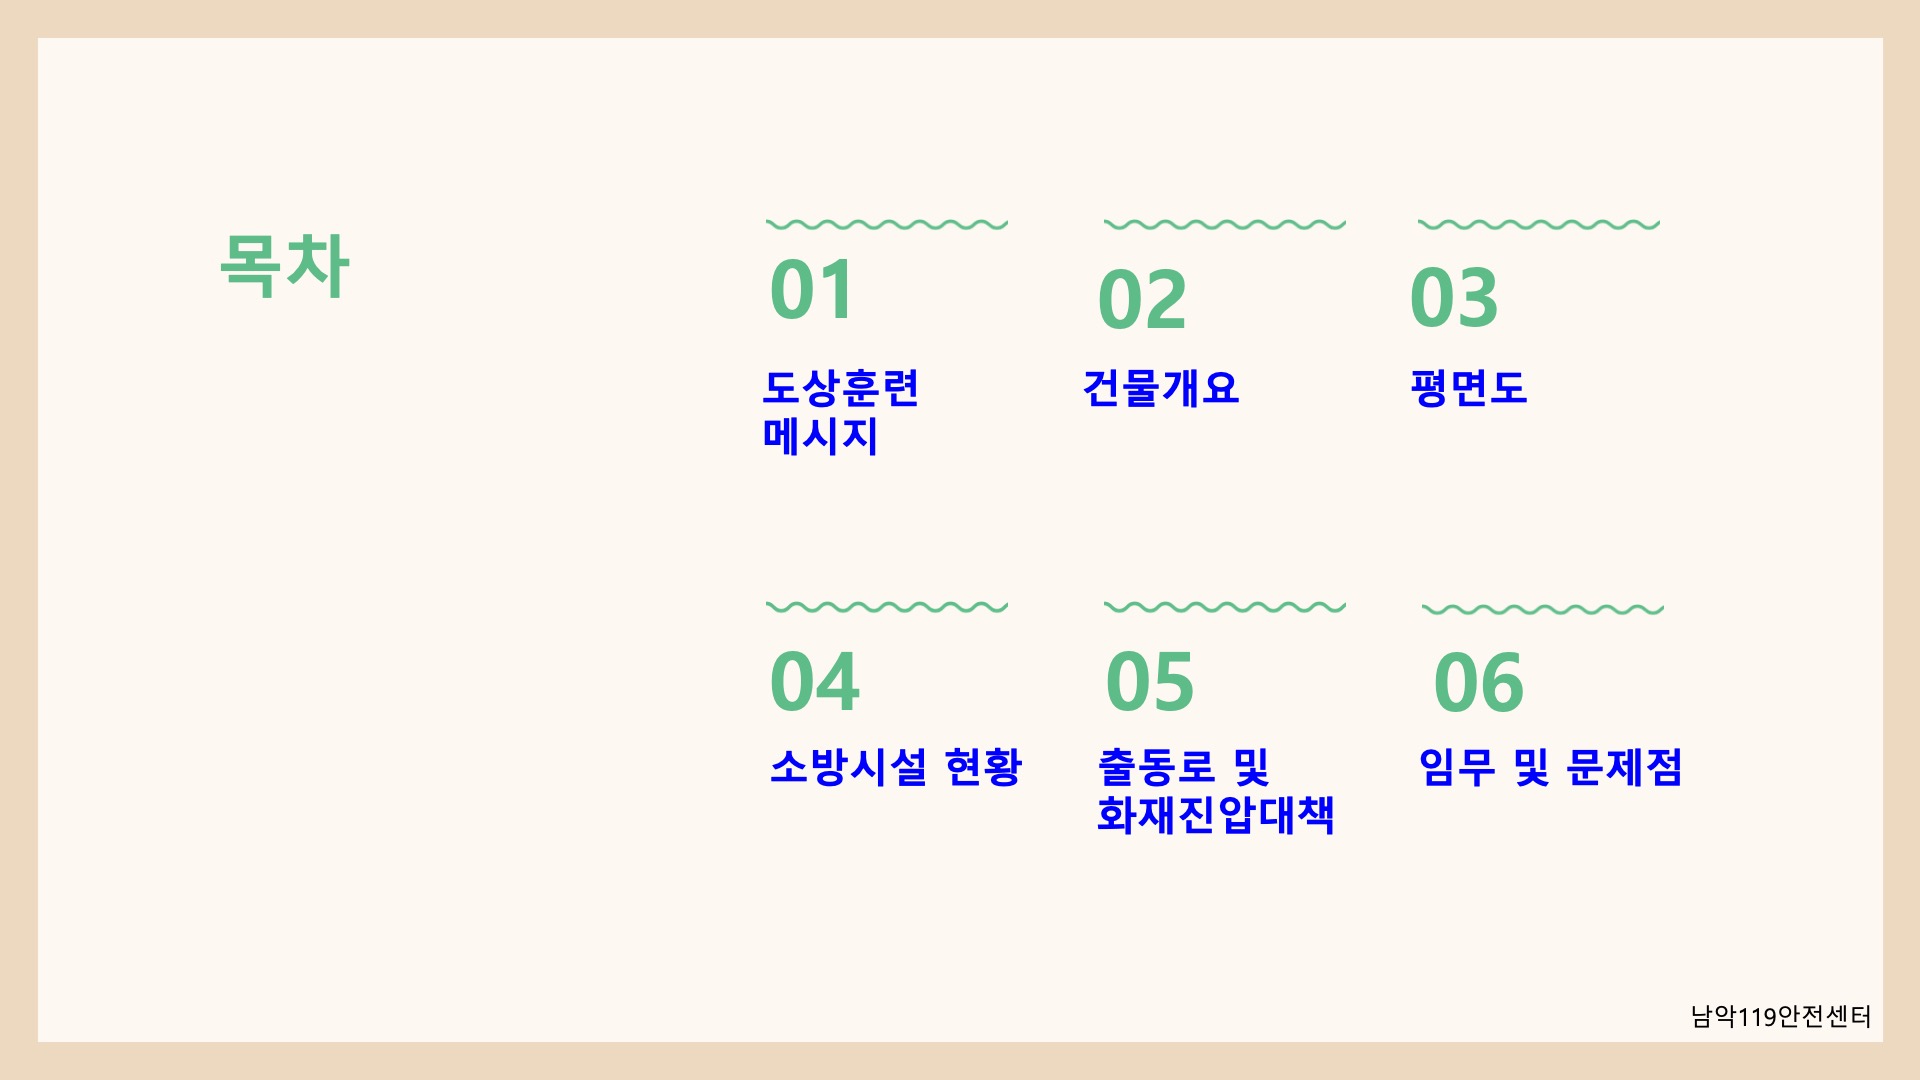 목차
01
도상훈련
메시지
02
건물개요
03
평면도
04
소방시설 현황
05
출동로 및
화재진압대책
06
임무 및 문제점
남악119안전센터